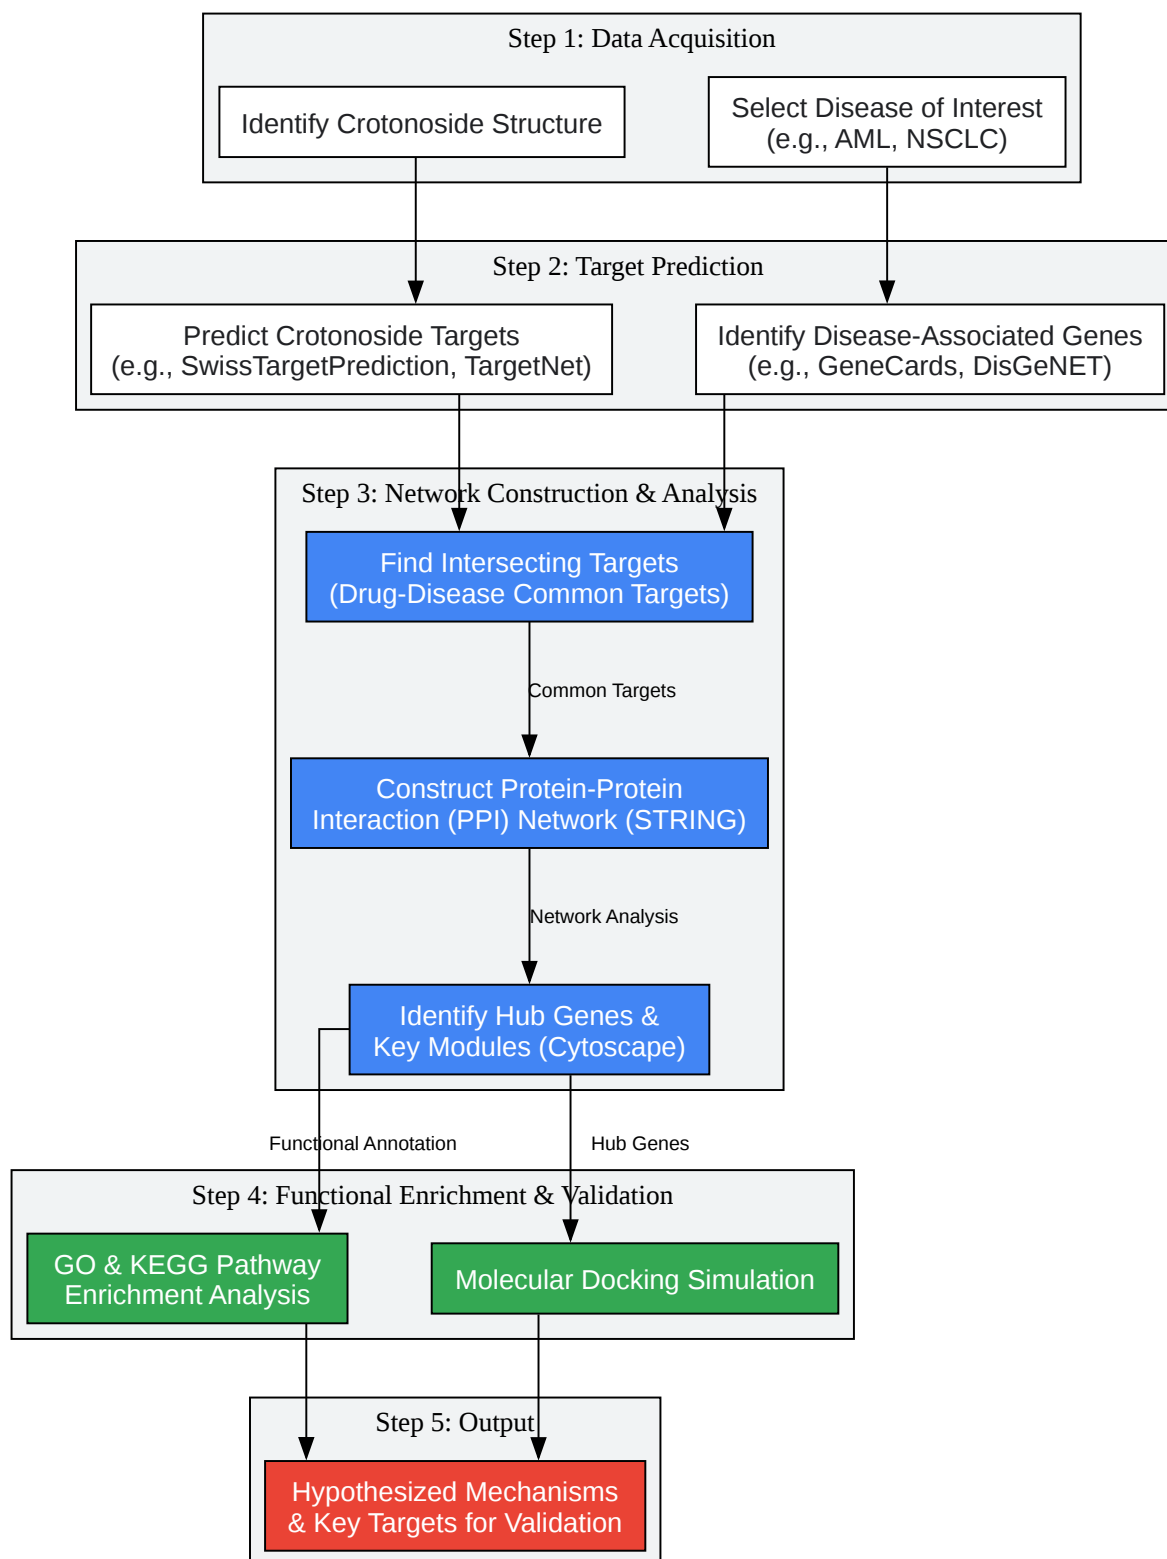 Step 1: Data Acquisition
Identify Crotonoside Structure
Select Disease of Interest
(e.g., AML, NSCLC)
Step 2: Target Prediction
Predict Crotonoside Targets
(e.g., SwissTargetPrediction, TargetNet)
Identify Disease-Associated Genes
(e.g., GeneCards, DisGeNET)
Step 3: Network Construction & Analysis
Find Intersecting Targets
(Drug-Disease Common Targets)
Common Targets
Construct Protein-Protein
Interaction (PPI) Network (STRING)
Network Analysis
Identify Hub Genes &
Key Modules (Cytoscape)
Functional Annotation
Hub Genes
Step 4: Functional Enrichment & Validation
GO & KEGG Pathway
Enrichment Analysis
Molecular Docking Simulation
Step 5: Output
Hypothesized Mechanisms
& Key Targets for Validation